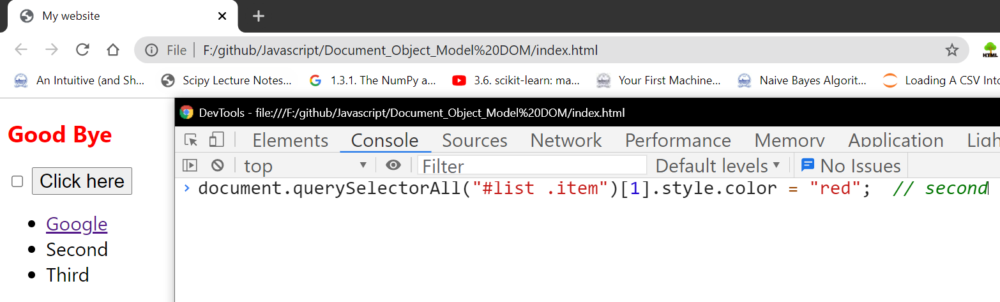 My website
File F:/github/Javascript/Document_Object_Model%20DOM/index.html
An Intuitive (and Sh... Scipy Lecture Notes... 1.3.1. The NumPy a... 3.6. scikit-learn: ma... Your First Machine... Naive Bayes Algorit... Loading A CSV Into
HTML
DevTools - file:///F:/github/Javascript/Document_Object_Model%20DOM/index.html
Elements Console Sources Network Performance Memory Application Ligh
top Filter Default levels No Issues
document.querySelectorAll("#list .item")[1].style.color = "red"; // second
Good Bye
Click here
Google
Second
Third